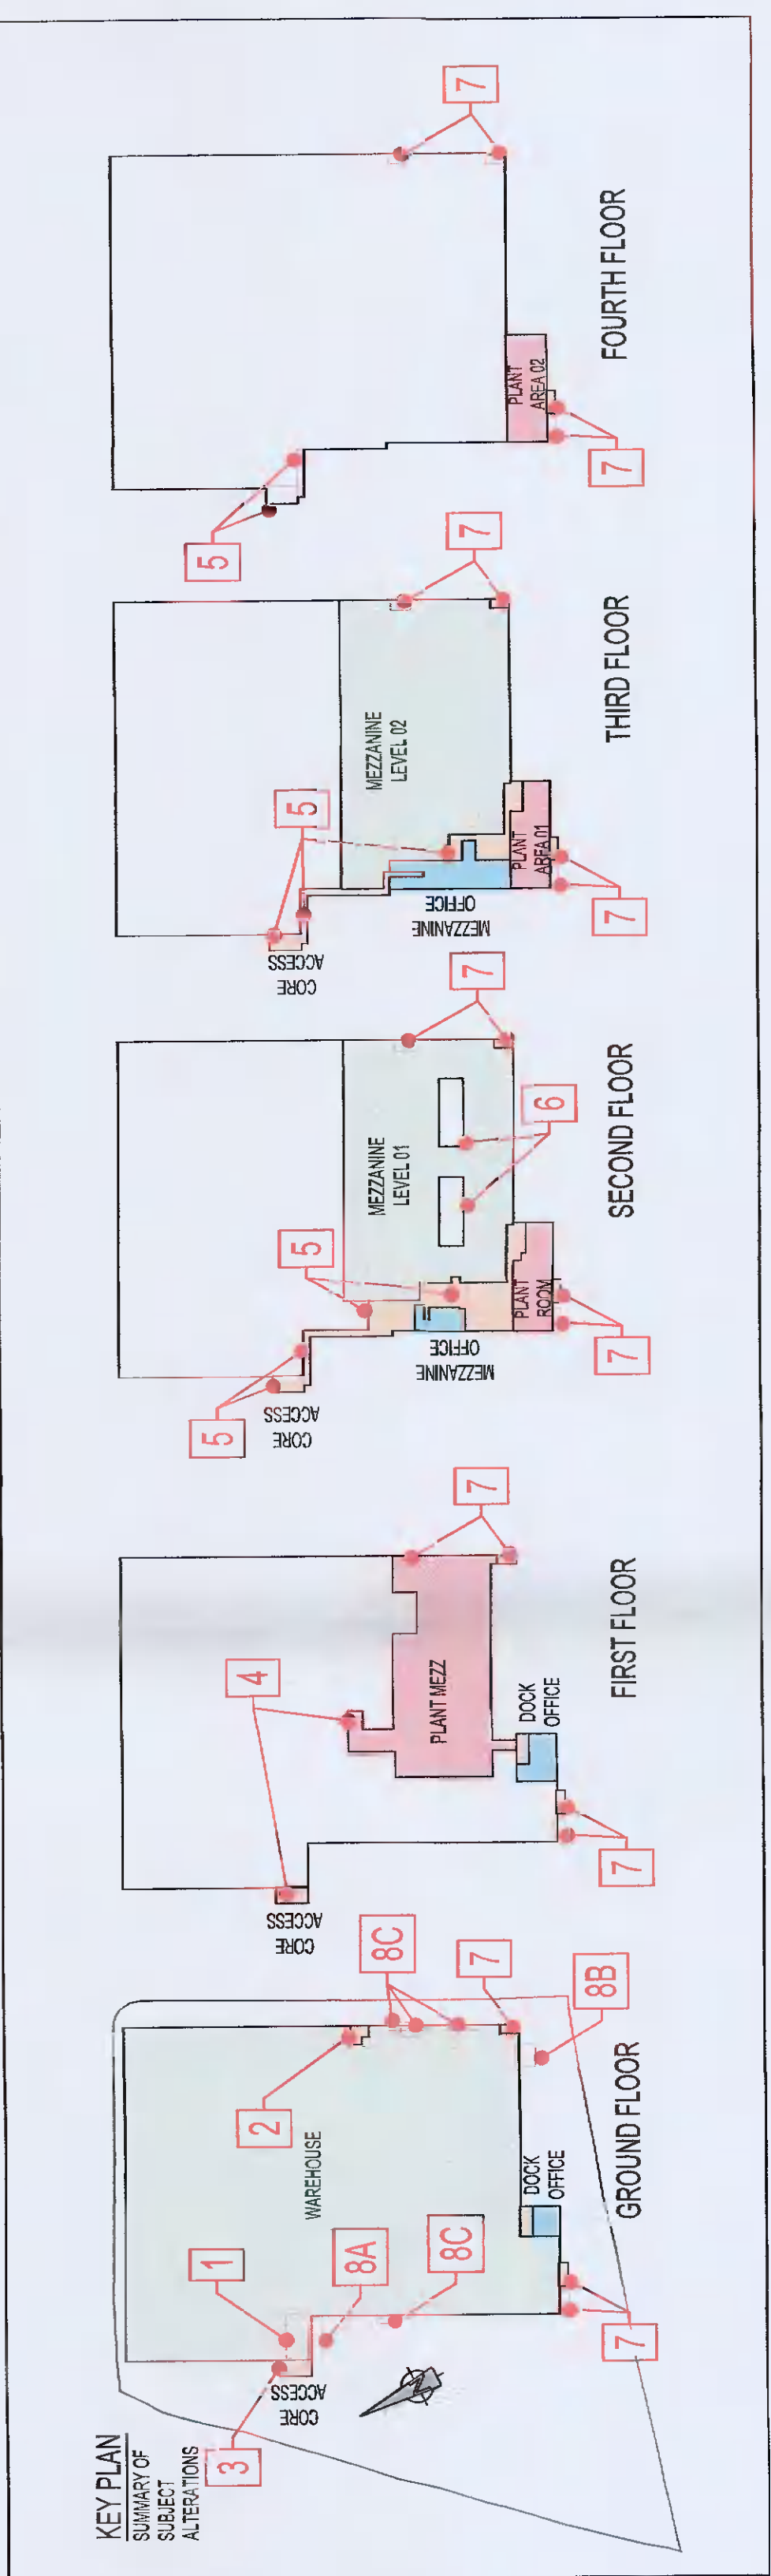 KEY PLAN
SUMMARY OF
SUBJECT
ALTERATIONS
3
CORE
ACCESS
1
2
WAREHOUSE
8A
8C
8C
7
8B
DOCK
OFFICE
7
GROUND FLOOR
CORE
ACCESS
4
PLANT MEZZ
7
DOCK
OFFICE
7
FIRST FLOOR
5
CORE
ACCESS
5
MEZZANINE
LEVEL 01
MEZZANINE
OFFICE
6
7
PLANT
ROOM
7
SECOND FLOOR
CORE
ACCESS
5
MEZZANINE
LEVEL 02
MEZZANINE
OFFICE
7
PLANT
AREA 01
7
THIRD FLOOR
5
7
PLANT
AREA 02
7
FOURTH FLOOR